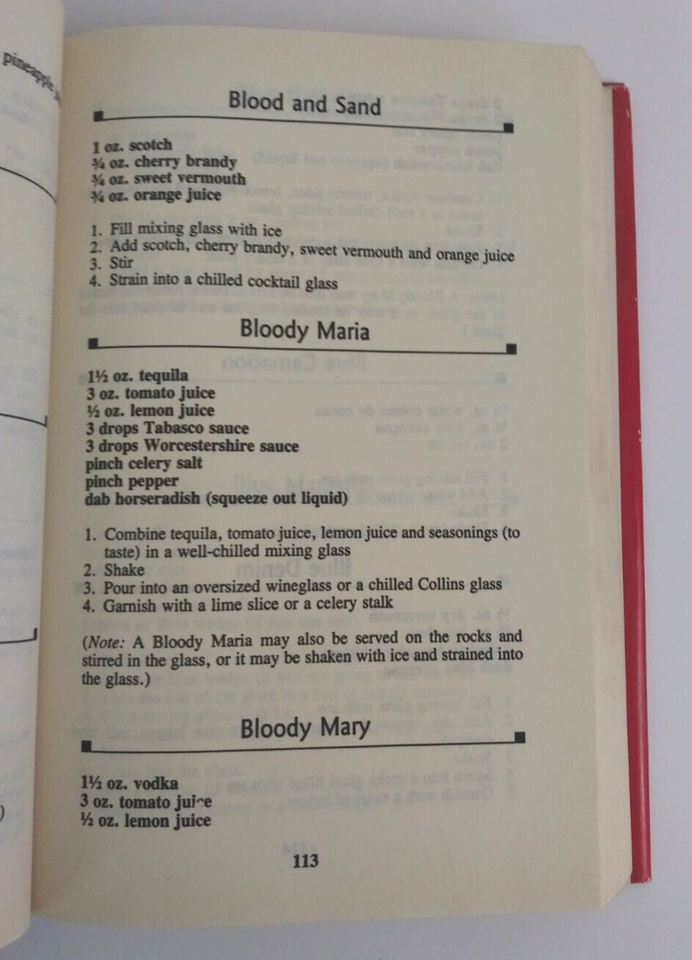 pineapple
Blood and Sand
1 oz. scotch
¾ oz. cherry brandy
¾ oz. sweet vermouth
¾ oz. orange juice
1. Fill mixing glass with ice
2. Add scotch, cherry brandy, sweet vermouth and orange juice
3. Stir
4. Strain into a chilled cocktail glass
Bloody Maria
1½ oz. tequila
3 oz. tomato juice
½ oz. lemon juice
3 drops Tabasco sauce
3 drops Worcestershire sauce
pinch celery salt
pinch pepper
dab horseradish (squeeze out liquid)
1. Combine tequila, tomato juice, lemon juice and seasonings (to
taste) in a well-chilled mixing glass
2. Shake
3. Pour into an oversized wineglass or a chilled Collins glass
4. Garnish with a lime slice or a celery stalk
(Note: A Bloody Maria may also be served on the rocks and
stirred in the glass, or it may be shaken with ice and strained into
the glass.)
Bloody Mary
1½ oz. vodka
3 oz. tomato juice
½ oz. lemon juice
113